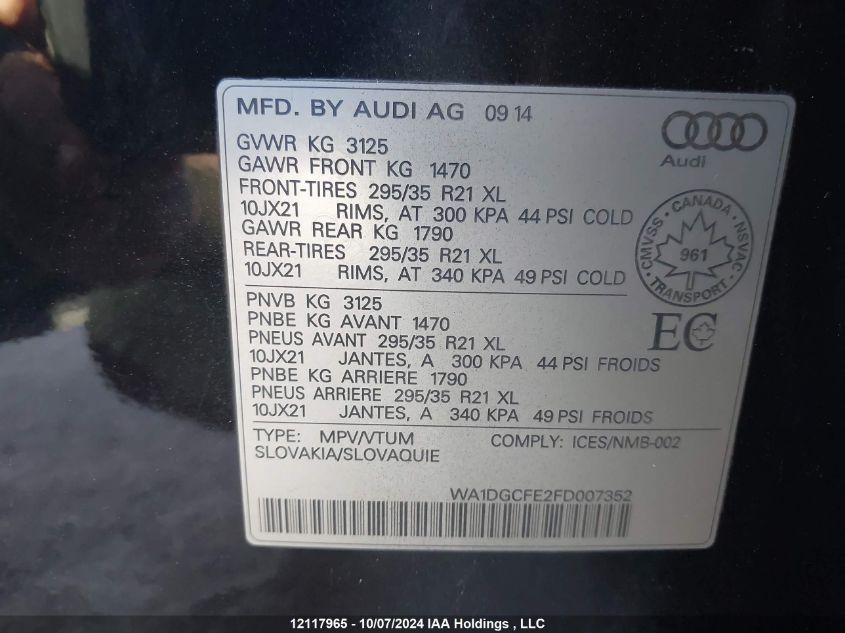 MFD. BY AUDI AG 09 14
Audi
GVWR KG 3125
GAWR FRONT KG 1470
FRONT-TIRES 295/35 R21 XL
10JX21 RIMS, AT 300 KPA 44 PSI COLD
GAWR REAR KG 1790
REAR-TIRES 295/35 R21 XL
10JX21 RIMS, AT 340 KPA 49 PSI COLD
CMVSS · CANADA · NSVAC · TRANSPORT ·
961
EC
PNVB KG 3125
PNBE KG AVANT 1470
PNEUS AVANT 295/35 R21 XL
10JX21 JANTES, A 300 KPA 44 PSI FROIDS
PNBE KG ARRIERE 1790
PNEUS ARRIERE 295/35 R21 XL
10JX21 JANTES, A 340 KPA 49 PSI FROIDS
TYPE: MPV/VTUM COMPLY: ICES/NMB-002
SLOVAKIA/SLOVAQUIE
WA1DGCFE2FD007352
12117965 - 10/07/2024 IAA Holdings , LLC